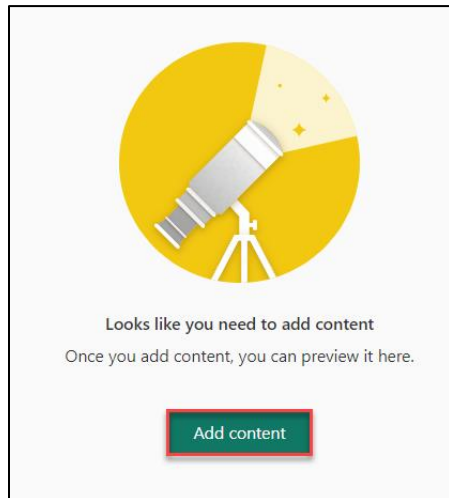 Looks like you need to add content
Once you add content, you can preview it here.
Add content